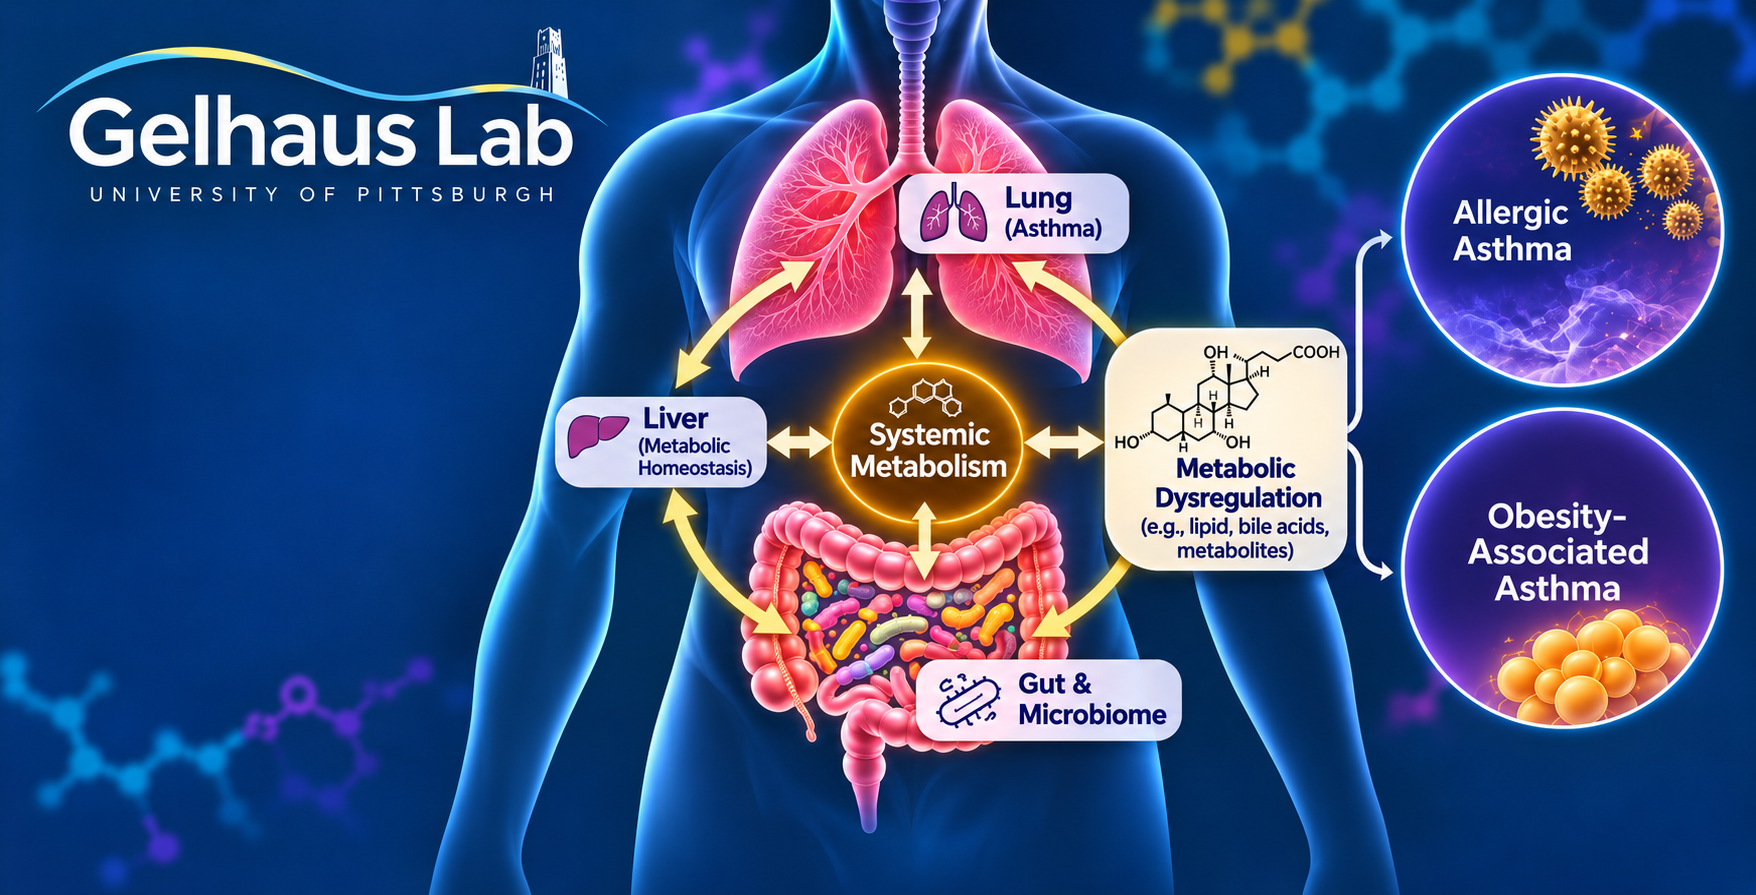 Gelhaus Lab
UNIVERSITY OF PITTSBURGH
Lung
(Asthma)
Allergic
Asthma
OH
COOH
H
H
H
H
HO
OH
H
Liver
(Metabolic
Homeostasis)
Systemic
Metabolism
Metabolic
Dysregulation
(e.g., lipid, bile acids,
metabolites)
Obesity-
Associated
Asthma
Gut &
Microbiome